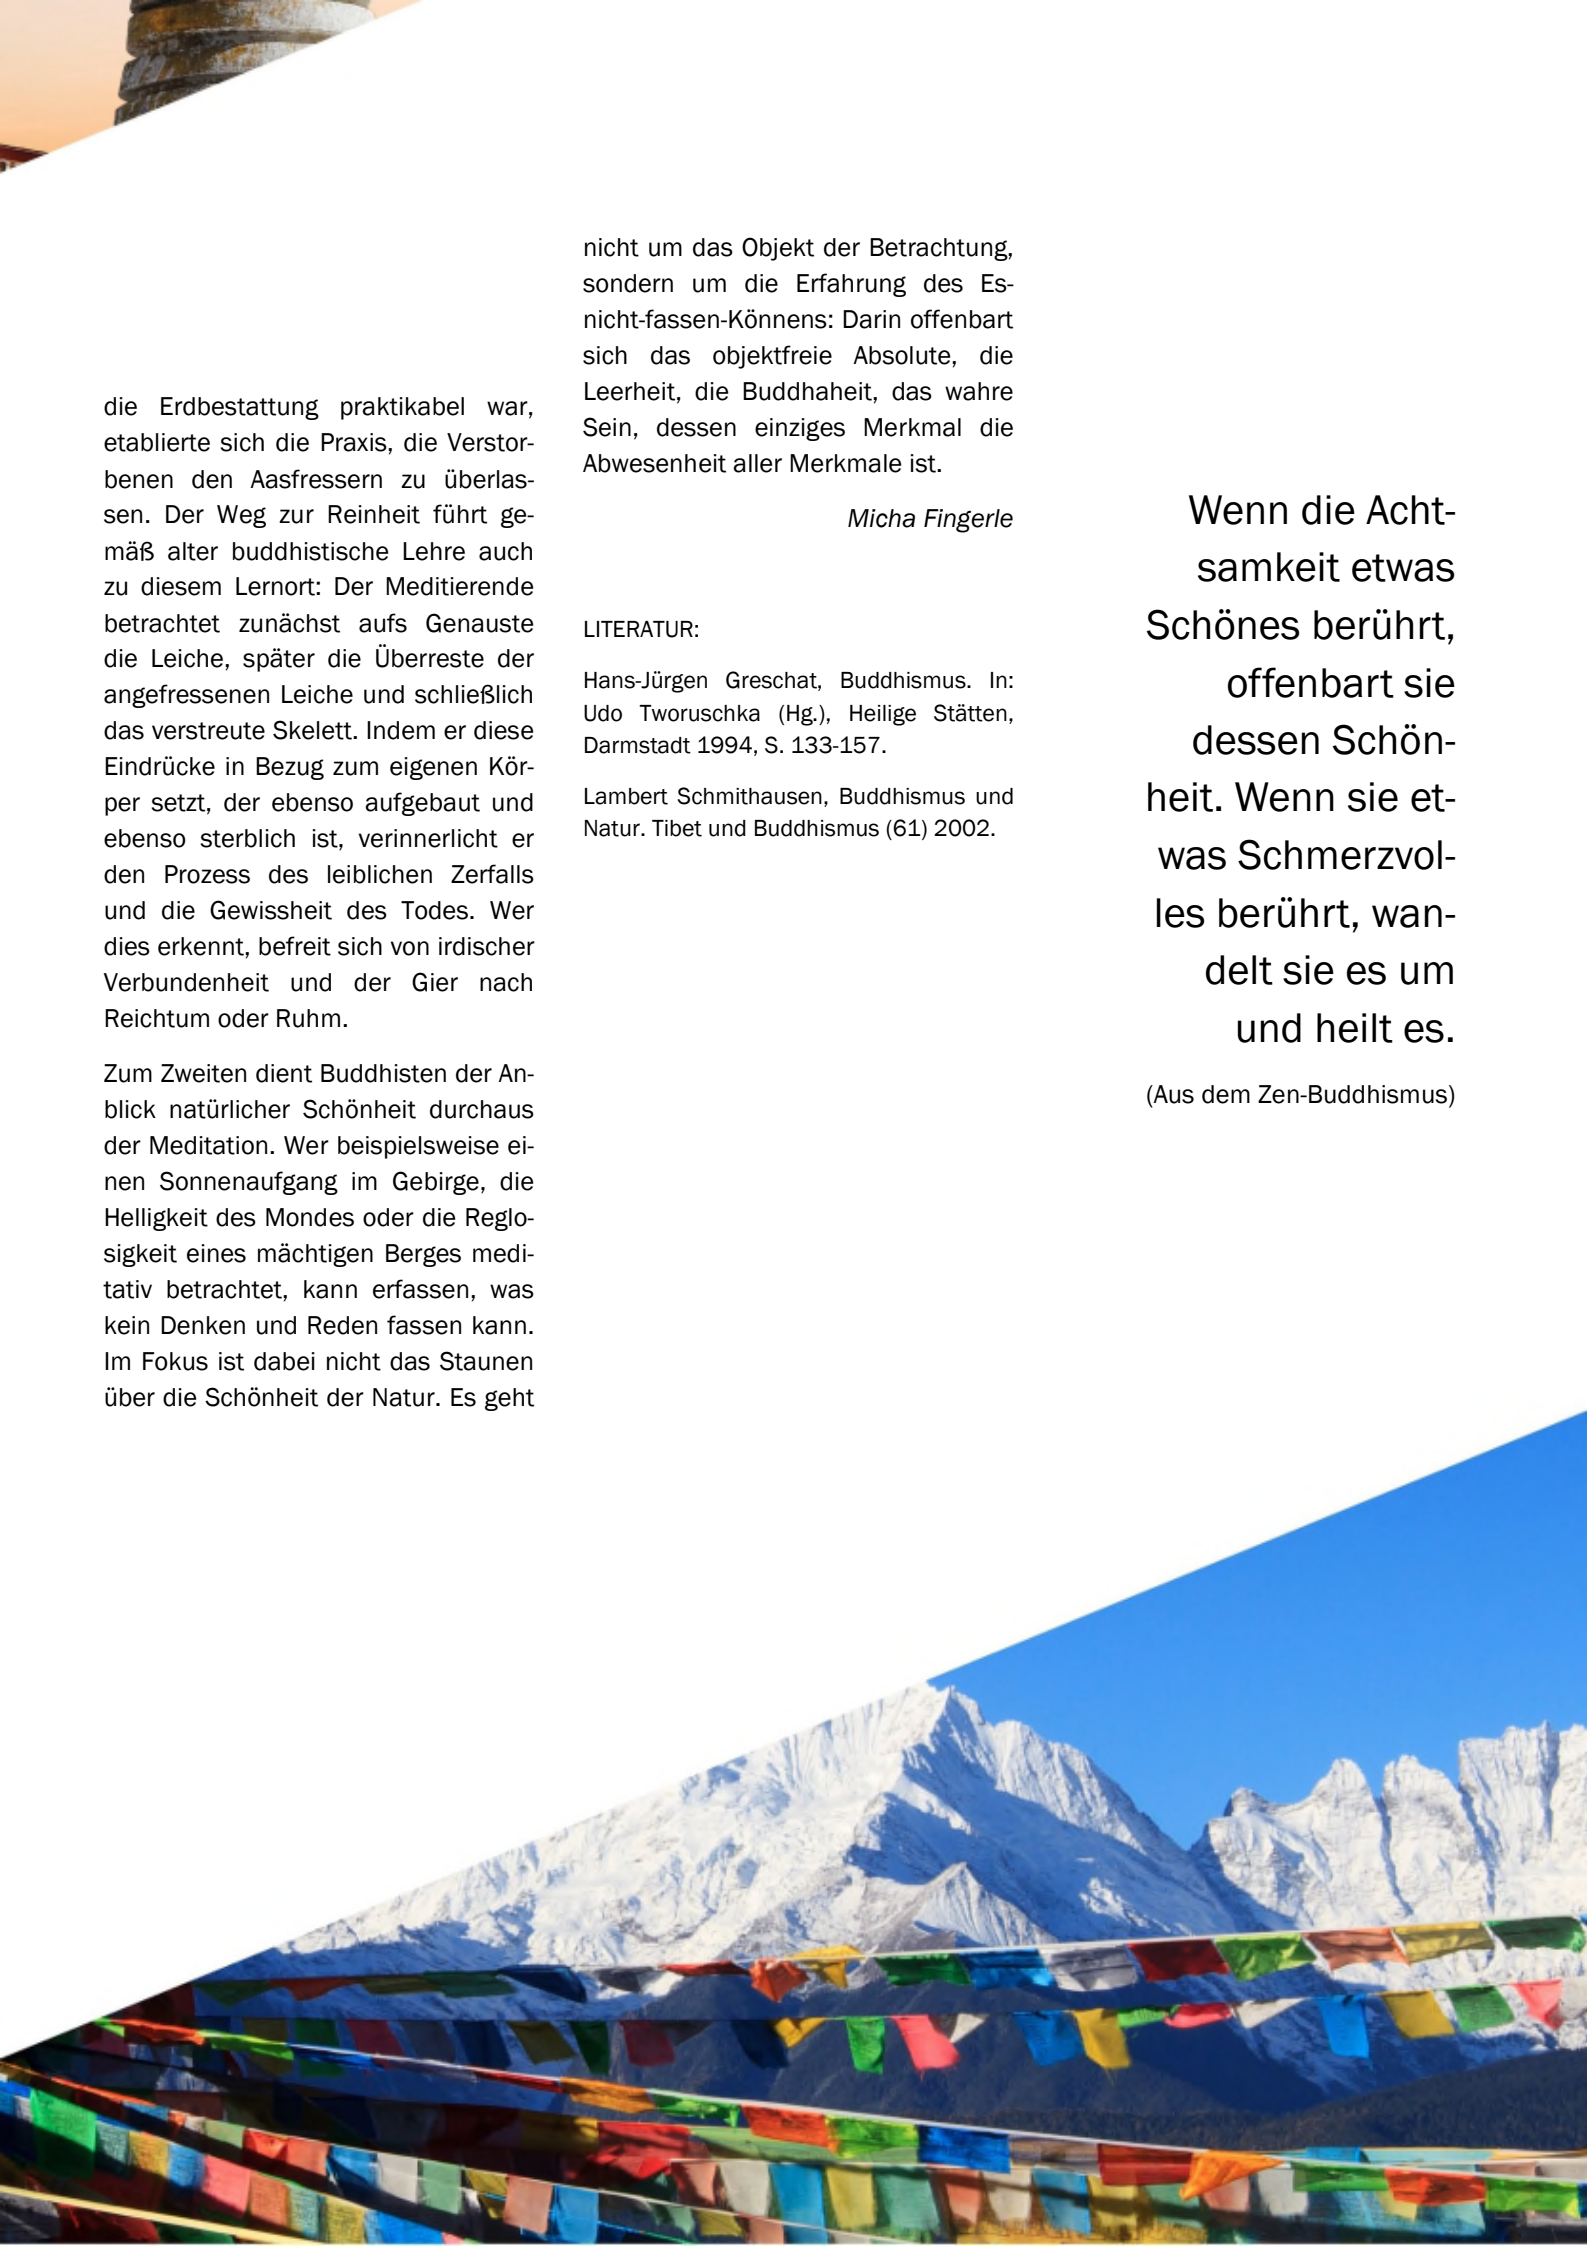 die Erdbestattung praktikabel war,
etablierte sich die Praxis, die Verstor-
benen den Aasfressern zu überlas-
sen. Der Weg zur Reinheit führt ge-
mäß alter buddhistische Lehre auch
zu diesem Lernort: Der Meditierende
betrachtet zunächst aufs Genauste
die Leiche, später die Überreste der
angefressenen Leiche und schließlich
das verstreute Skelett. Indem er diese
Eindrücke in Bezug zum eigenen Kör-
per setzt, der ebenso aufgebaut und
ebenso sterblich ist, verinnerlicht er
den Prozess des leiblichen Zerfalls
und die Gewissheit des Todes. Wer
dies erkennt, befreit sich von irdischer
Verbundenheit und der Gier nach
Reichtum oder Ruhm.
Zum Zweiten dient Buddhisten der An-
blick natürlicher Schönheit durchaus
der Meditation. Wer beispielsweise ei-
nen Sonnenaufgang im Gebirge, die
Helligkeit des Mondes oder die Reglo-
sigkeit eines mächtigen Berges medi-
tativ betrachtet, kann erfassen, was
kein Denken und Reden fassen kann.
Im Fokus ist dabei nicht das Staunen
über die Schönheit der Natur. Es geht
nicht um das Objekt der Betrachtung,
sondern um die Erfahrung des Es-
nicht-fassen-Könnens: Darin offenbart
sich das objektfreie Absolute, die
Leerheit, die Buddhaheit, das wahre
Sein, dessen einziges Merkmal die
Abwesenheit aller Merkmale ist.
Micha Fingerle
LITERATUR:
Hans-Jürgen Greschat, Buddhismus. In:
Udo Tworuschka (Hg.), Heilige Stätten,
Darmstadt 1994, S. 133-157.
Lambert Schmithausen, Buddhismus und
Natur. Tibet und Buddhismus (61) 2002.
Wenn die Acht-
samkeit etwas
Schönes berührt,
offenbart sie
dessen Schön-
heit. Wenn sie et-
was Schmerzvol-
les berührt, wan-
delt sie es um
und heilt es.
(Aus dem Zen-Buddhismus)